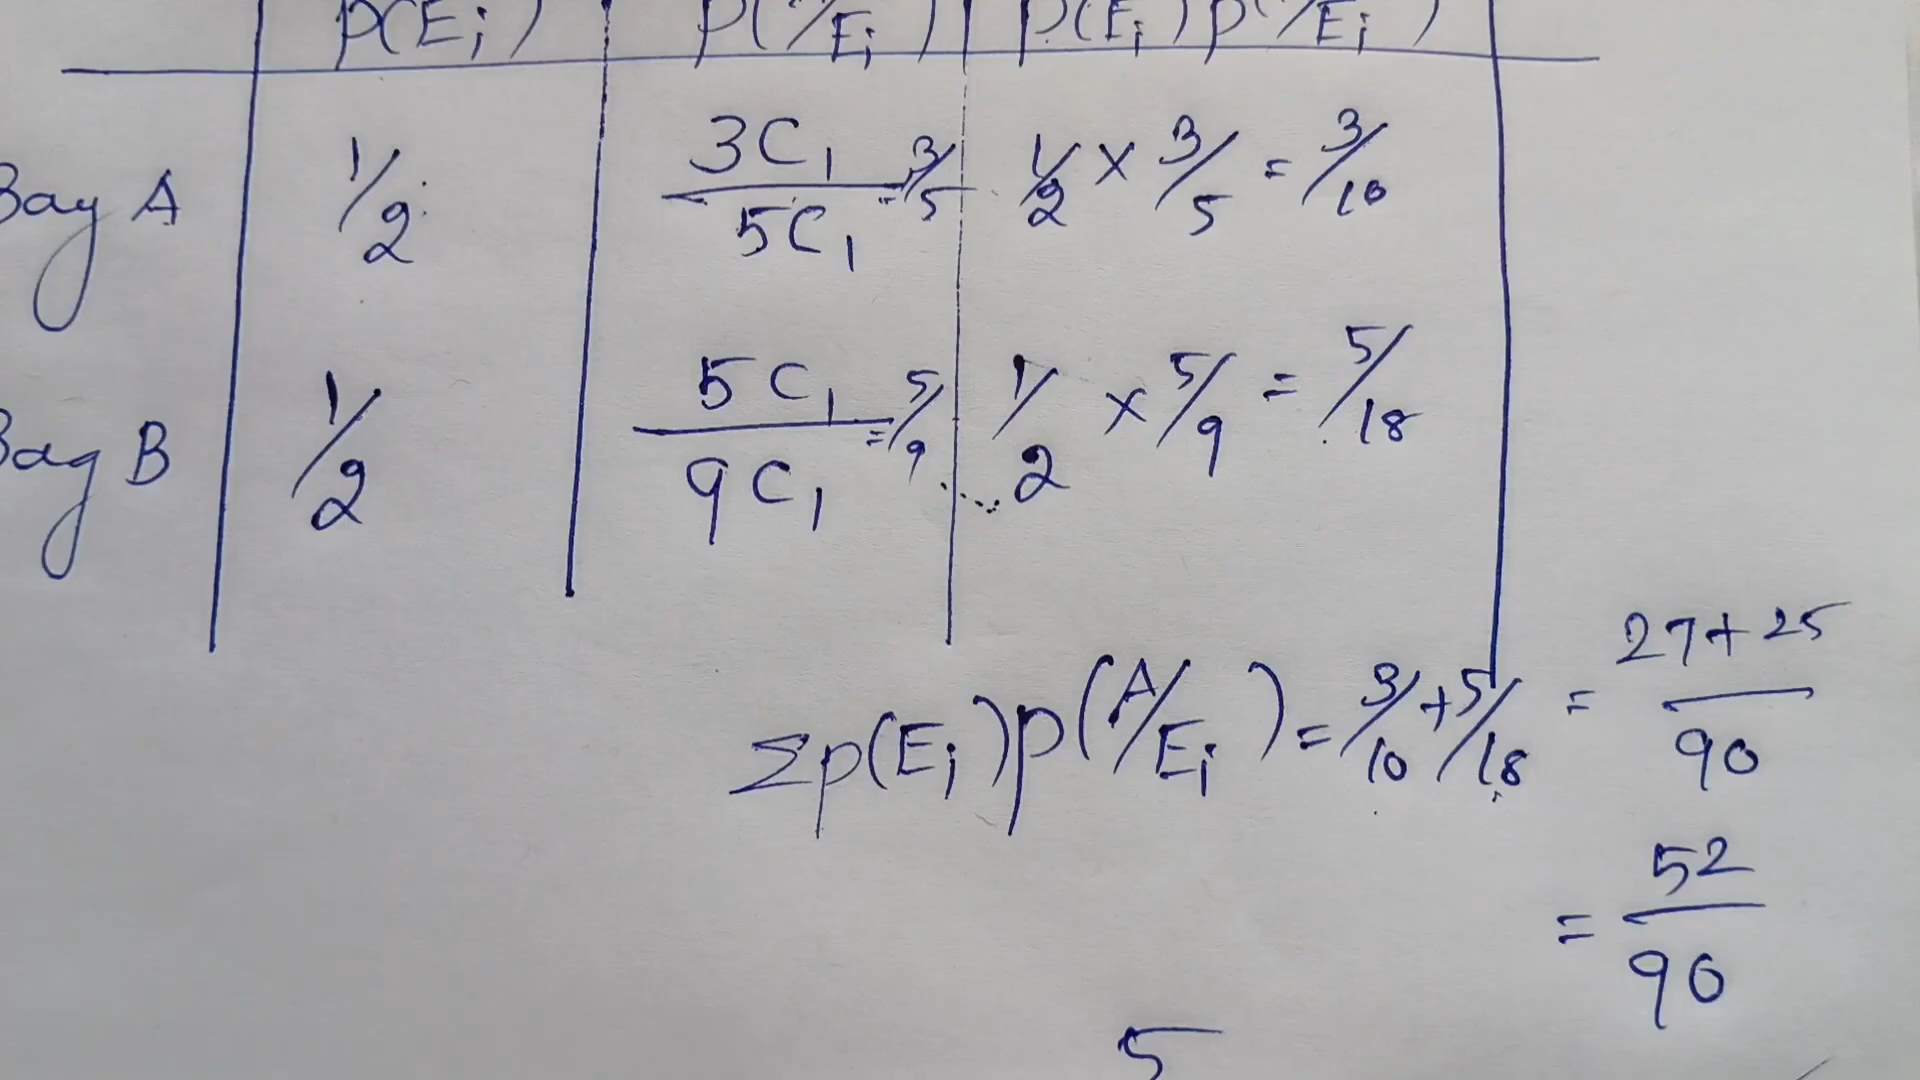 P(Ei) P(A/Ei) P(Ei) P(A/Ei)
Bag A 1/2 3C1/5C1 = 3/5 1/2 × 3/5 = 3/10
Bag B 1/2 5C1/9C1 = 5/9 1/2 × 5/9 = 5/18
Σp(Ei)p(A/Ei) = 3/10 + 5/18 = 27+25/90
= 52/90
5